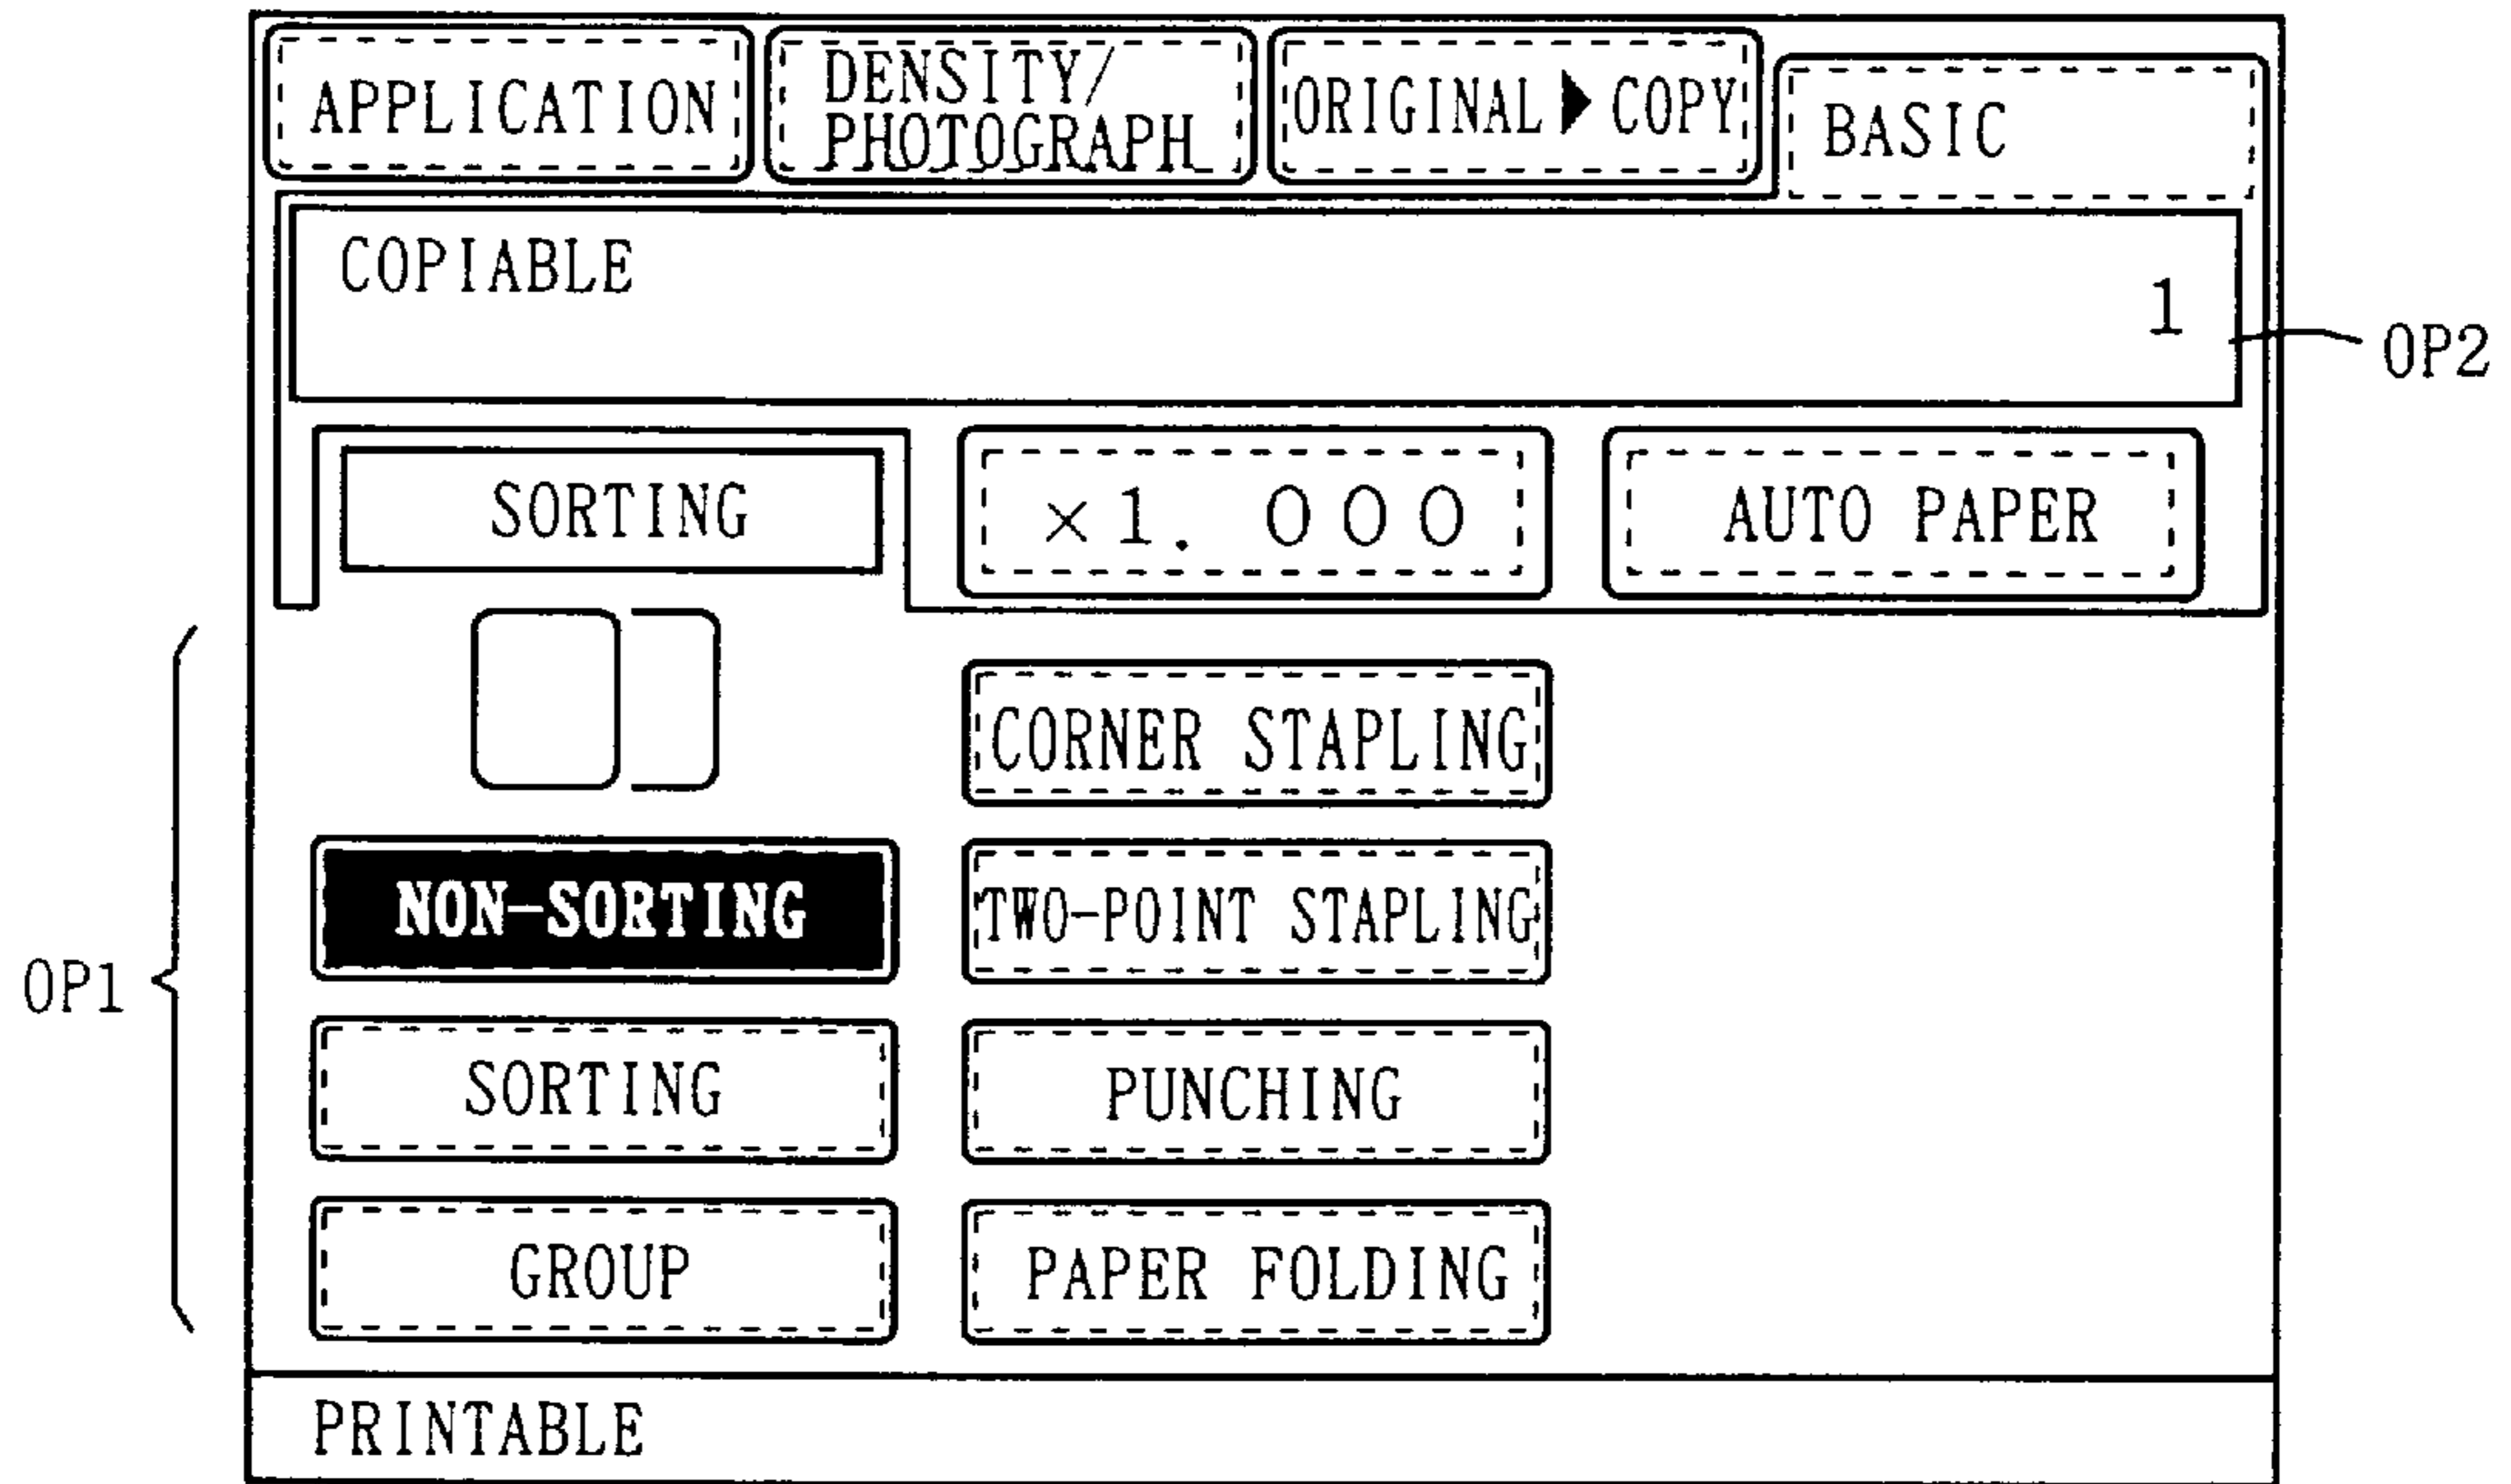 APPLICATION
DENSITY/
PHOTOGRAPH
ORIGINAL▶COPY
BASIC
COPIABLE
1
OP2
SORTING
×1. 000
AUTO PAPER
CORNER STAPLING
NON-SORTING
TWO-POINT STAPLING
OP1
SORTING
PUNCHING
GROUP
PAPER FOLDING
PRINTABLE